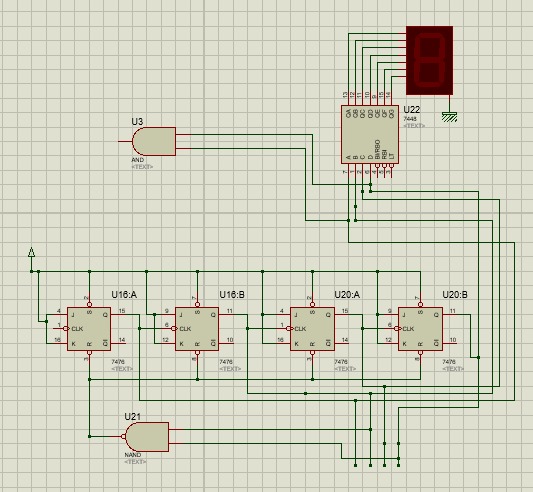 U22
7448
13 12 11 10 9 15 14
QA QB QC QD QE QF QG
A B C D BI/RBO RBI LT
7 1 2 6 4 5 3
U3
AND
<TEXT>
U16:A
U16:B
U20:A
U20:B
2
7
2
7
4 J S Q 15
9 J S Q 11
4 J S Q 15
9 J S Q 11
1 CLK
6 CLK
1 CLK
6 CLK
16 K R Q 14
12 K R Q 10
16 K R Q 14
12 K R Q 10
3
8
3
8
7476
<TEXT>
7476
<TEXT>
7476
<TEXT>
7476
<TEXT>
U21
NAND
<TEXT>